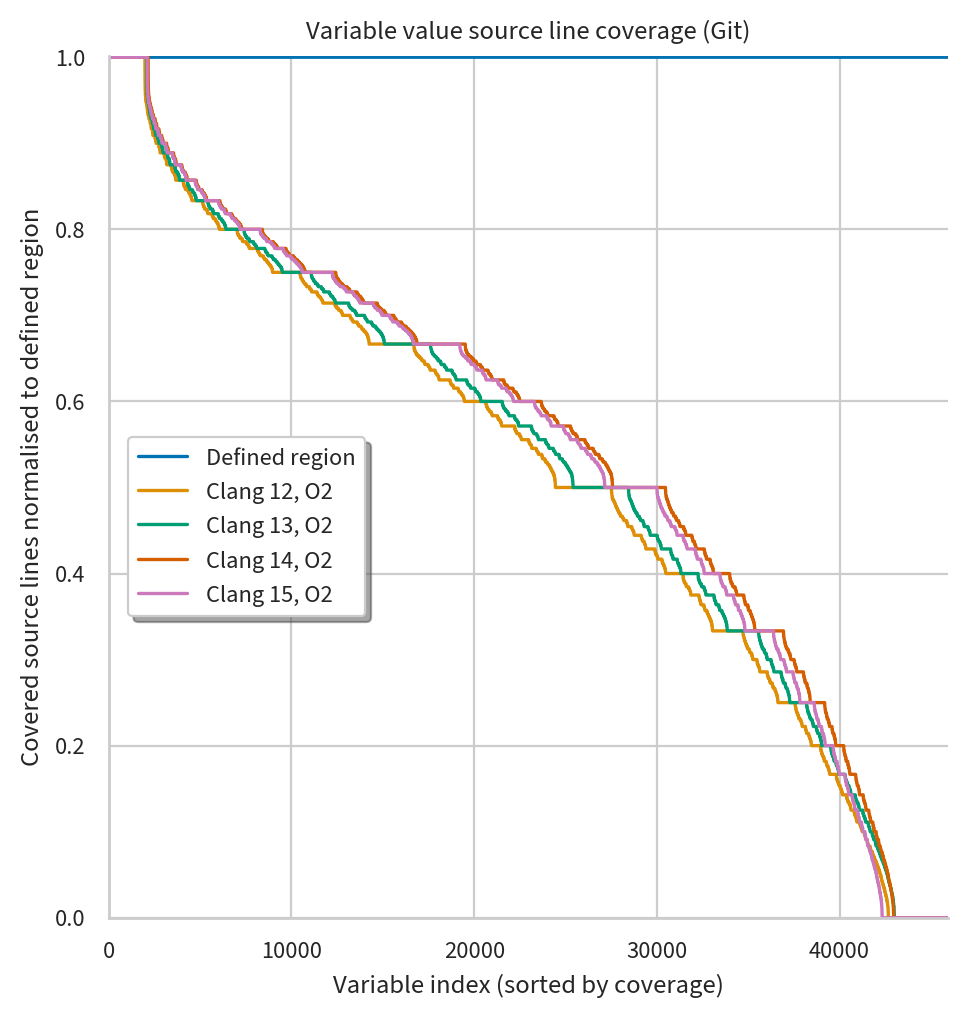 Variable value source line coverage (Git)
Covered source lines normalised to defined region
1.0
0.8
0.6
0.4
0.2
0.0
Defined region
Clang 12, O2
Clang 13, O2
Clang 14, O2
Clang 15, O2
0 10000 20000 30000 40000
Variable index (sorted by coverage)